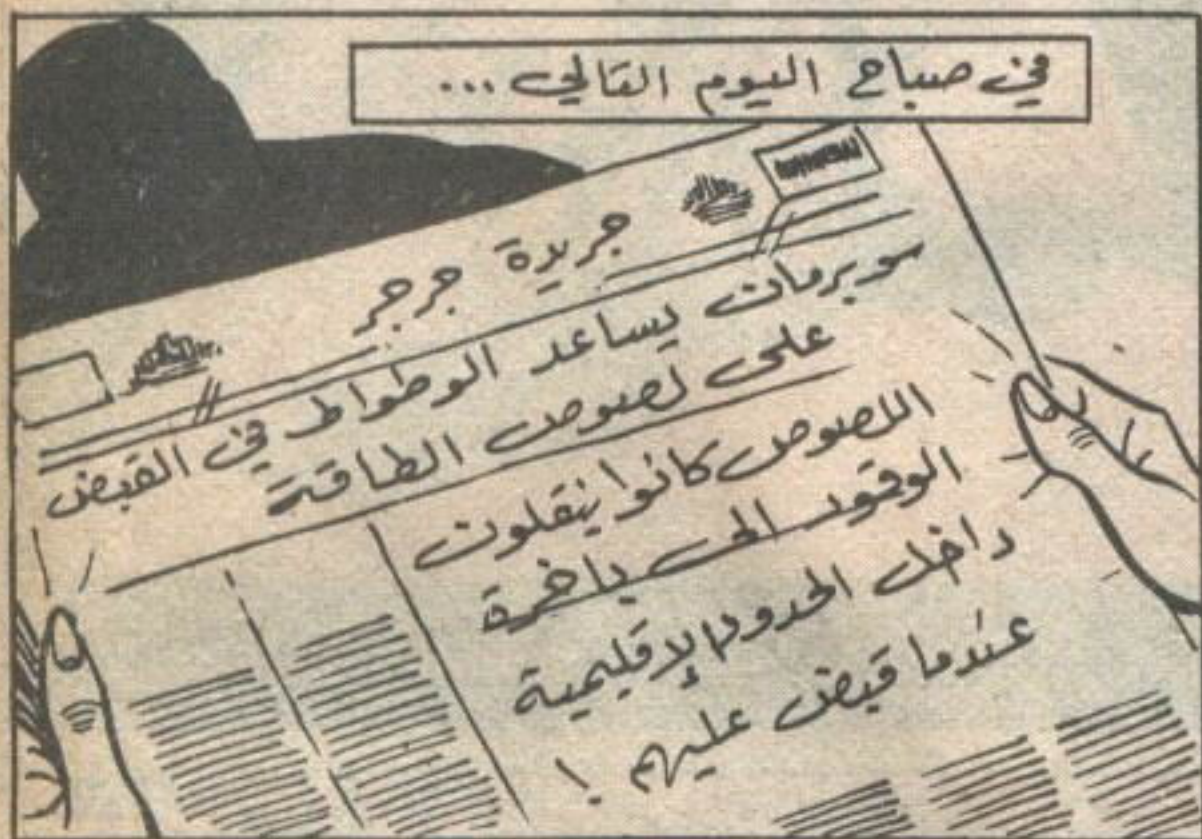 في صباح اليوم التالي ...
جريدة جرجر
سوبرمان يساعد الوطواط في القبض
على لصوص الطاقة
اللصوص كانوا ينقلون
الوقود الى باخرة
داخل الحدود الإقليمية
عندما قبض عليهم !